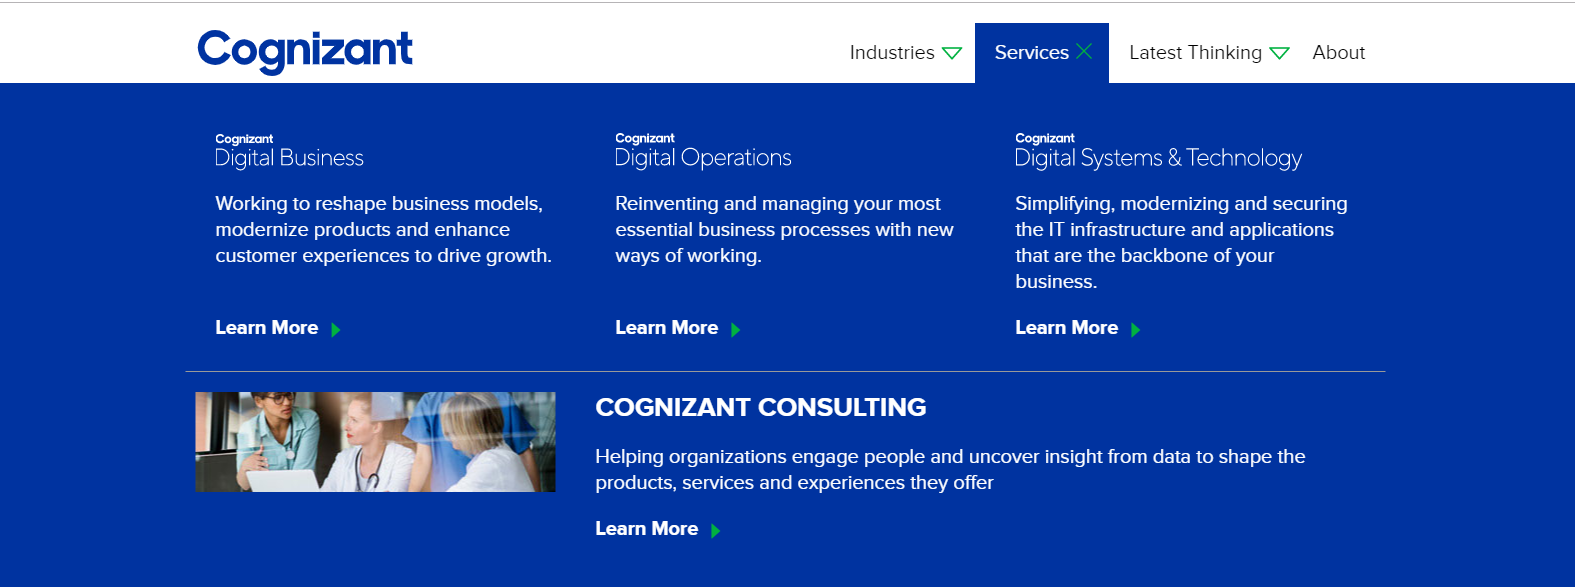 Cognizant
Industries Services Latest Thinking About
Cognizant
Digital Business
Working to reshape business models,
modernize products and enhance
customer experiences to drive growth.
Learn More
Cognizant
Digital Operations
Reinventing and managing your most
essential business processes with new
ways of working.
Learn More
Cognizant
Digital Systems & Technology
Simplifying, modernizing and securing
the IT infrastructure and applications
that are the backbone of your
business.
Learn More
COGNIZANT CONSULTING
Helping organizations engage people and uncover insight from data to shape the
products, services and experiences they offer
Learn More